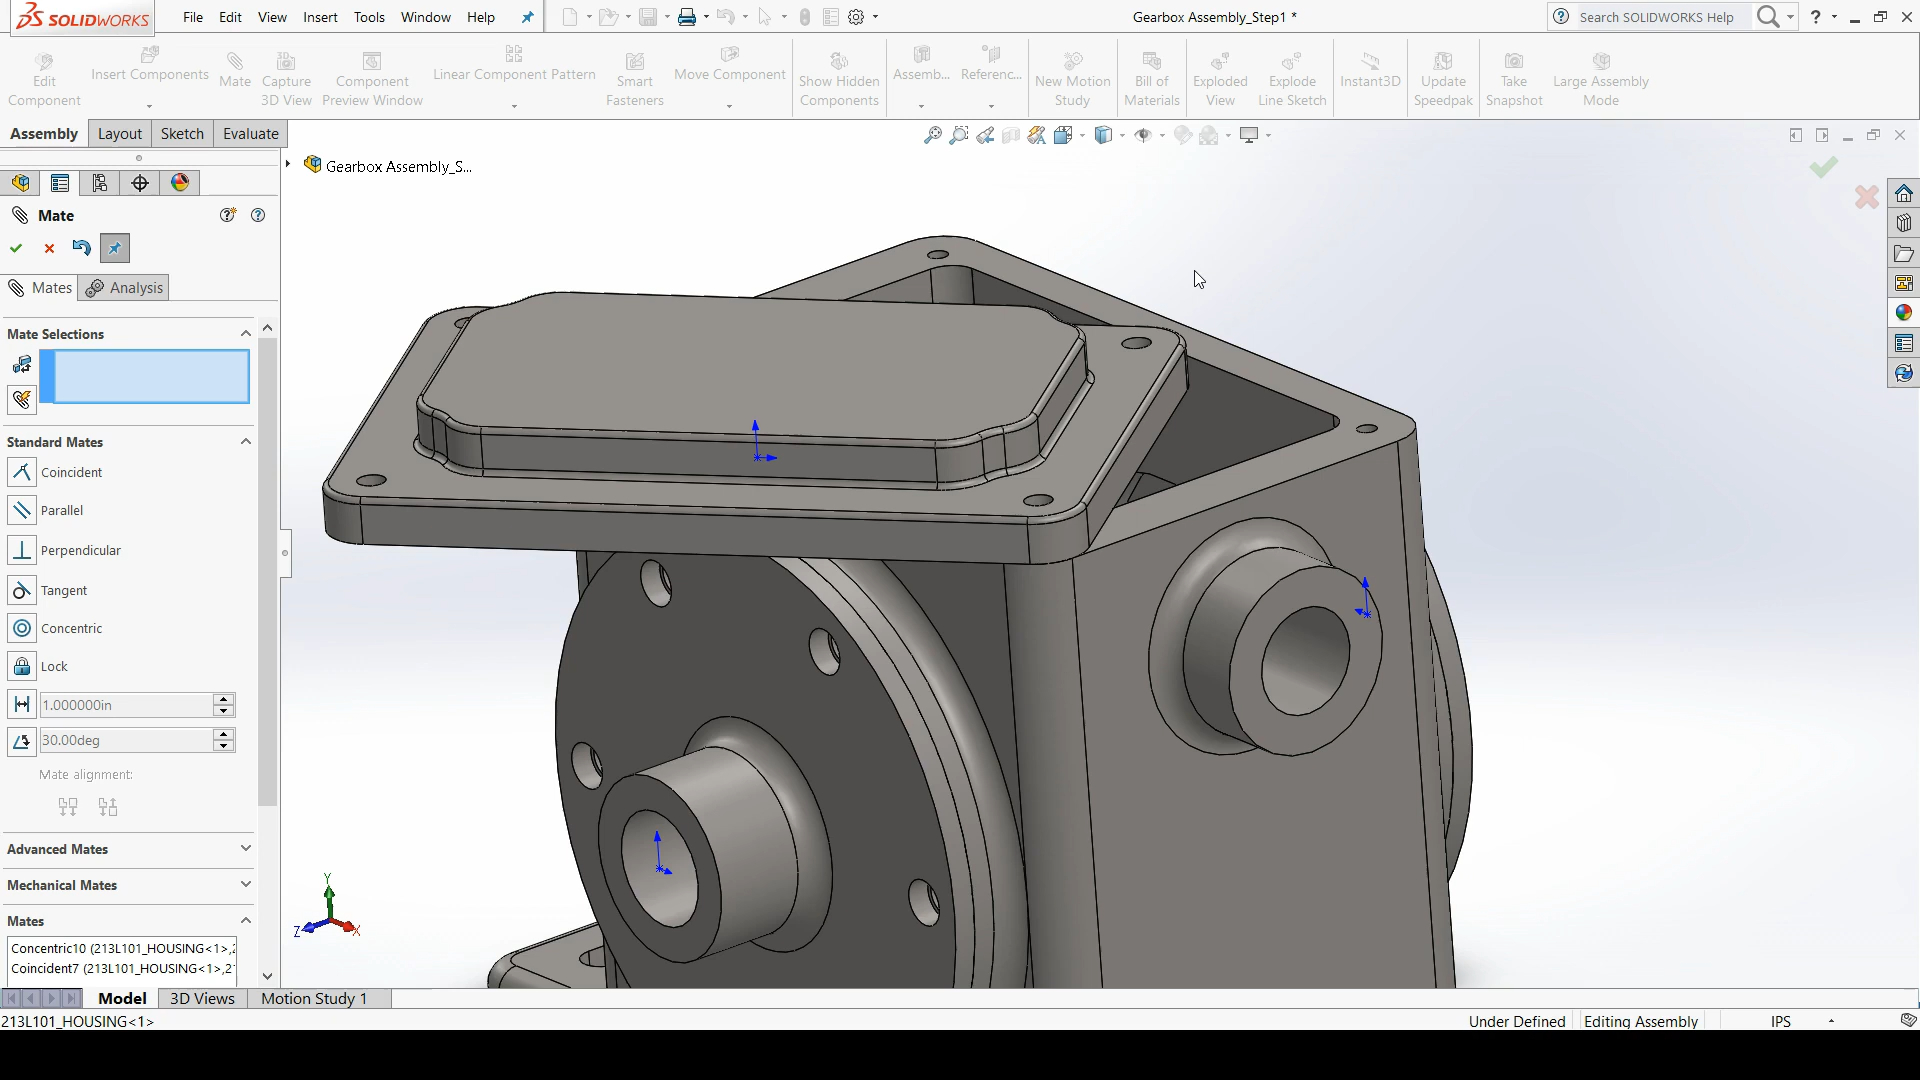 SOLIDWORKS File Edit View Insert Tools Window Help Gearbox Assembly_Step1 * Search SOLIDWORKS Help ?
Edit Component Insert Components Mate Capture 3D View Component Preview Window Linear Component Pattern Smart Fasteners Move Component Show Hidden Components Assemb... Referenc... New Motion Study Bill of Materials Exploded View Explode Line Sketch Instant3D Update Speedpak Take Snapshot Large Assembly Mode
Assembly Layout Sketch Evaluate
Gearbox Assembly_S...
Mate
Mates Analysis
Mate Selections
Standard Mates
Coincident
Parallel
Perpendicular
Tangent
Concentric
Lock
1.000000in
30.00deg
Mate alignment:
Advanced Mates
Mechanical Mates
Mates
Concentric10 (213L101_HOUSING<1>,2
Coincident7 (213L101_HOUSING<1>,2
Y
Z X
Model 3D Views Motion Study 1
213L101_HOUSING<1> Under Defined Editing Assembly IPS